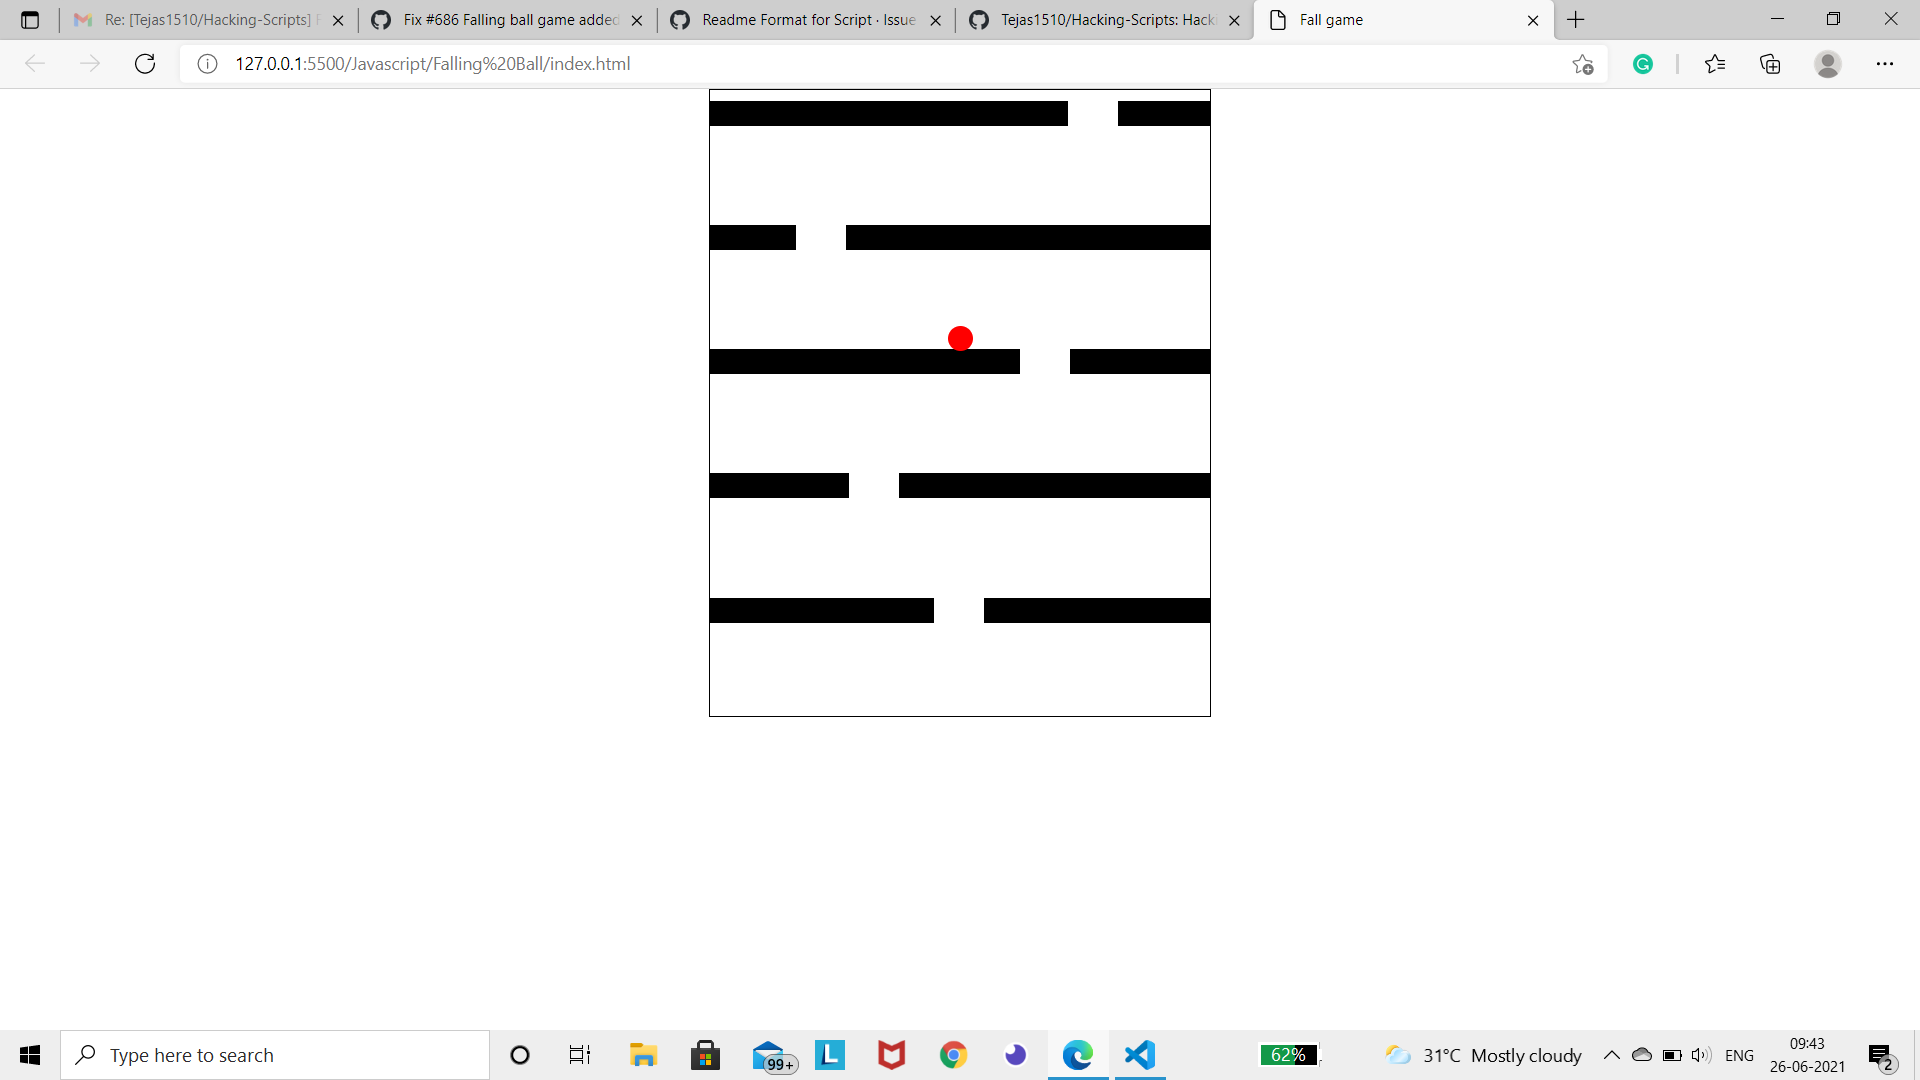 Re: [Tejas1510/Hacking-Scripts]
Fix #686 Falling ball game added
Readme Format for Script · Issue
Tejas1510/Hacking-Scripts: Hack
Fall game
127.0.0.1:5500/Javascript/Falling%20Ball/index.html
Type here to search
99+
L
62%
31°C Mostly cloudy
ENG
09:43
26-06-2021
2